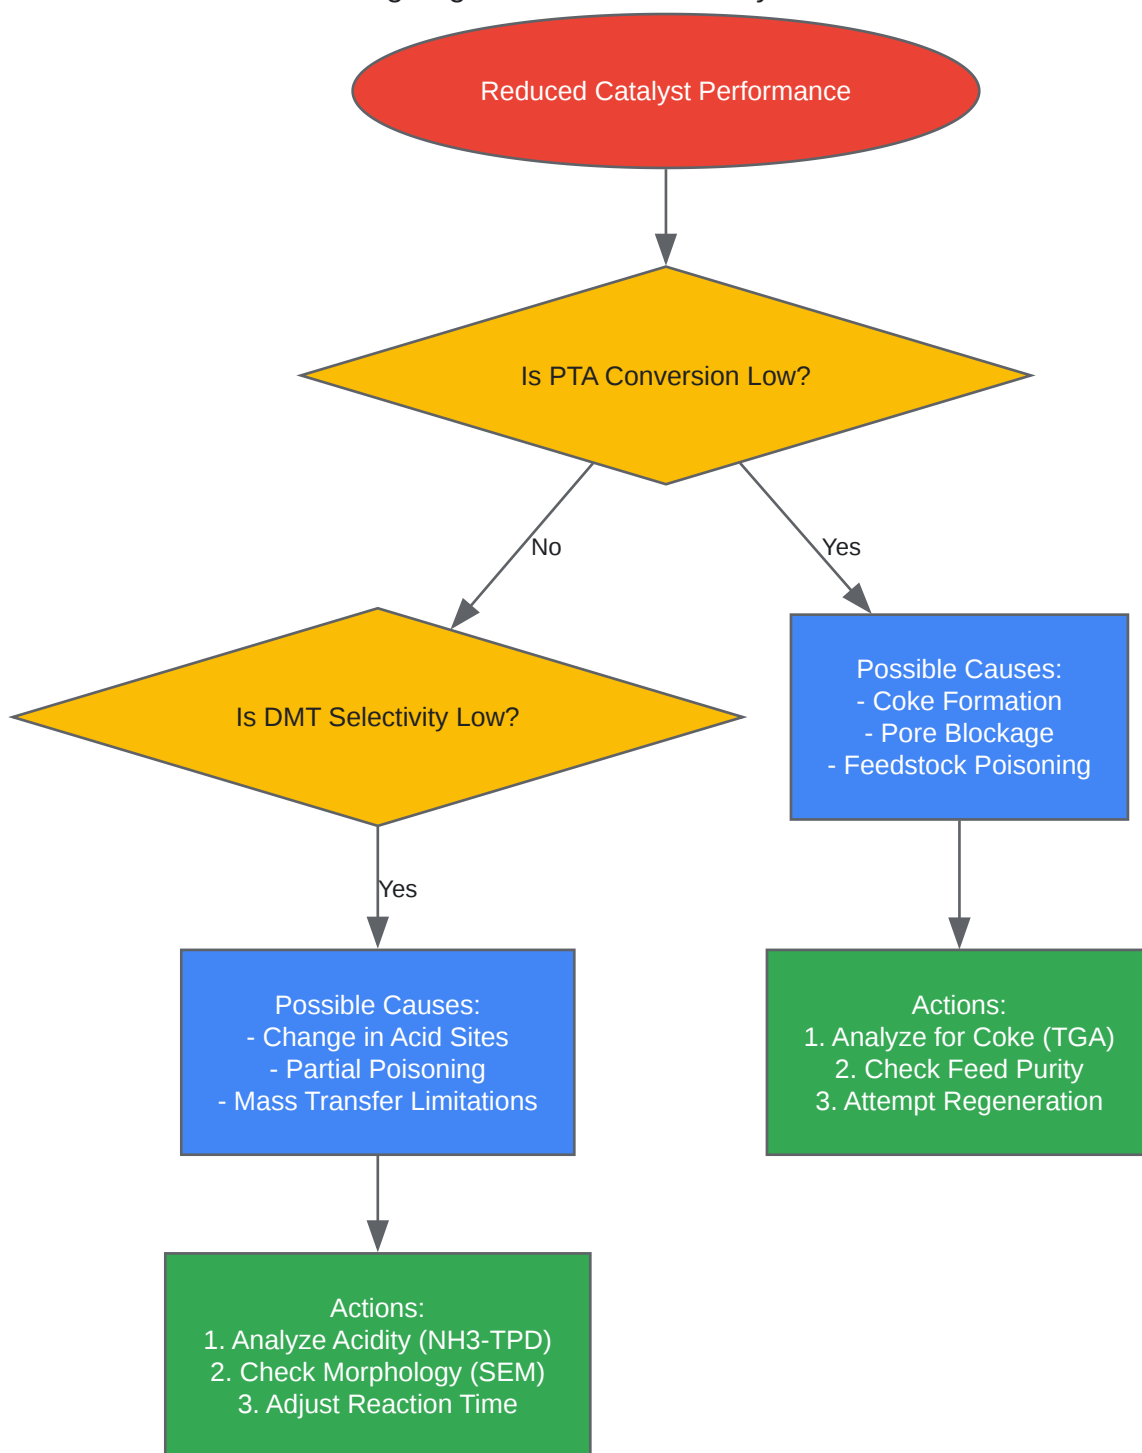 Reduced Catalyst Performance
Is PTA Conversion Low?
No
Yes
Is DMT Selectivity Low?
Possible Causes:
- Coke Formation
- Pore Blockage
- Feedstock Poisoning
Yes
Possible Causes:
- Change in Acid Sites
- Partial Poisoning
- Mass Transfer Limitations
Actions:
1. Analyze for Coke (TGA)
2. Check Feed Purity
3. Attempt Regeneration
Actions:
1. Analyze Acidity (NH3-TPD)
2. Check Morphology (SEM)
3. Adjust Reaction Time